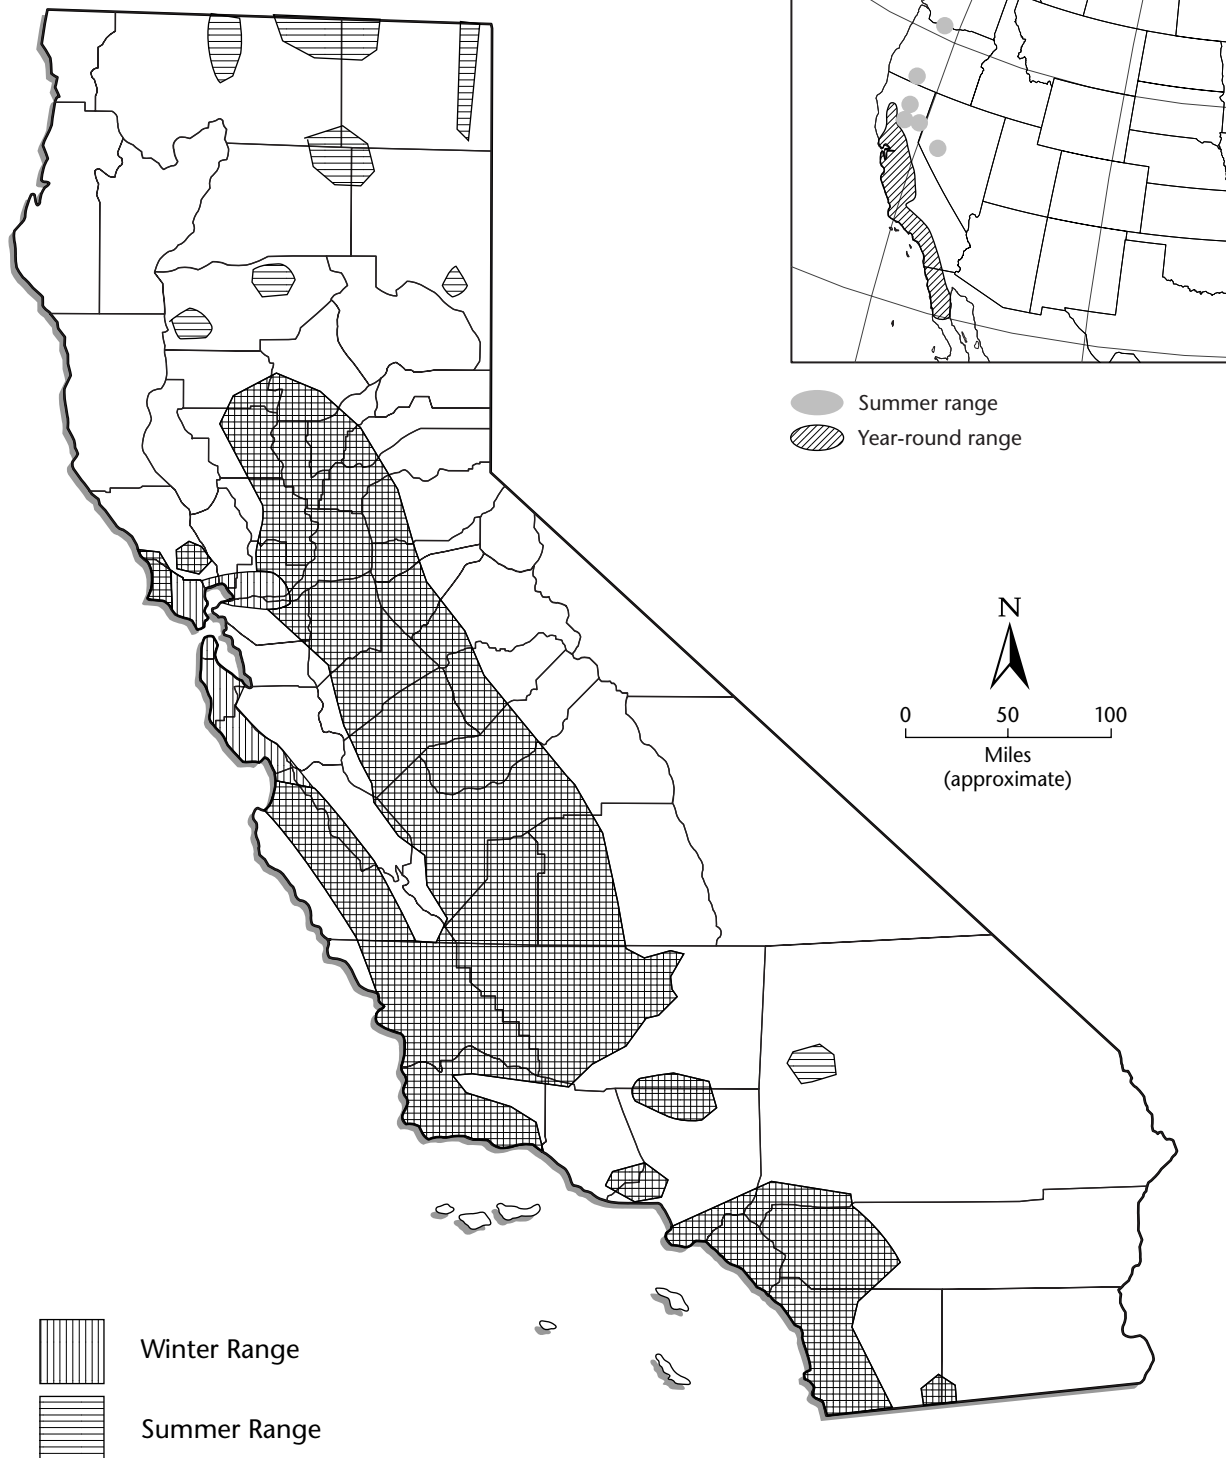 Summer range
Year-round range
N
0 50 100
Miles
(approximate)
Winter Range
Summer Range